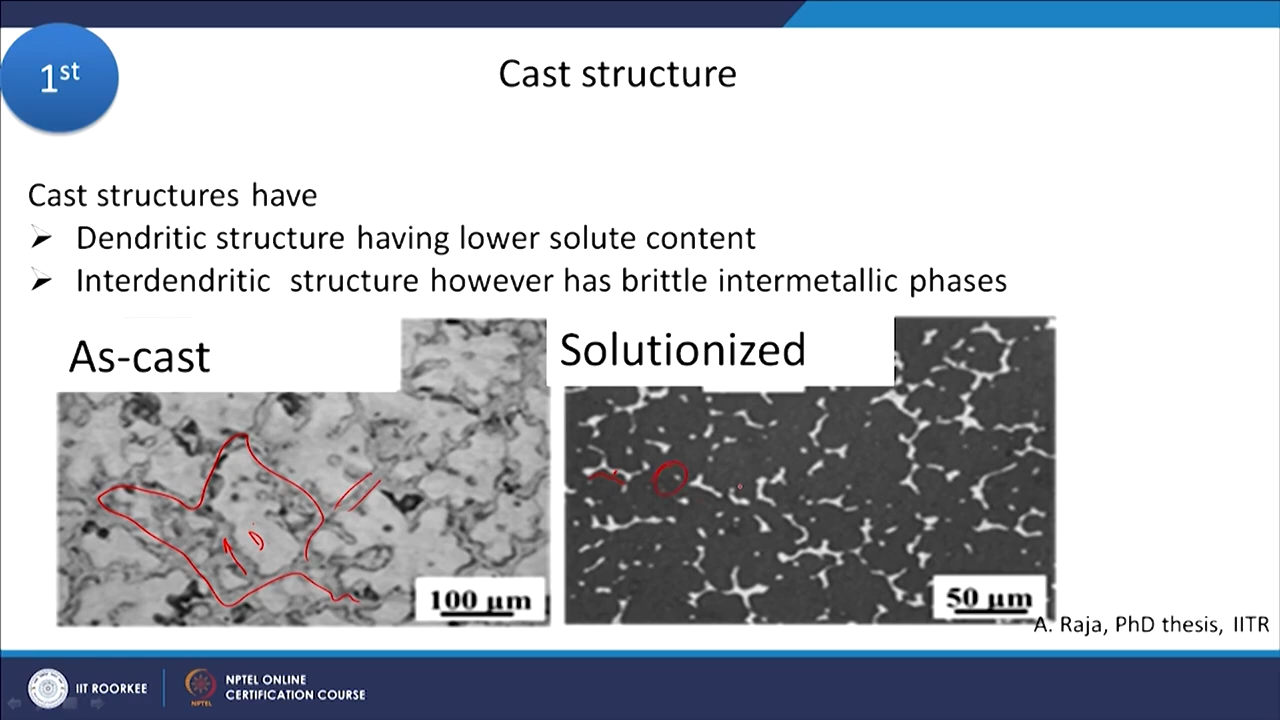 1st
Cast structure
Cast structures have
➢ Dendritic structure having lower solute content
➢ Interdendritic structure however has brittle intermetallic phases
As-cast
Solutionized
100 μm
50 μm
A. Raja, PhD thesis, IITR
IIT ROORKEE
NPTEL
NPTEL ONLINE
CERTIFICATION COURSE